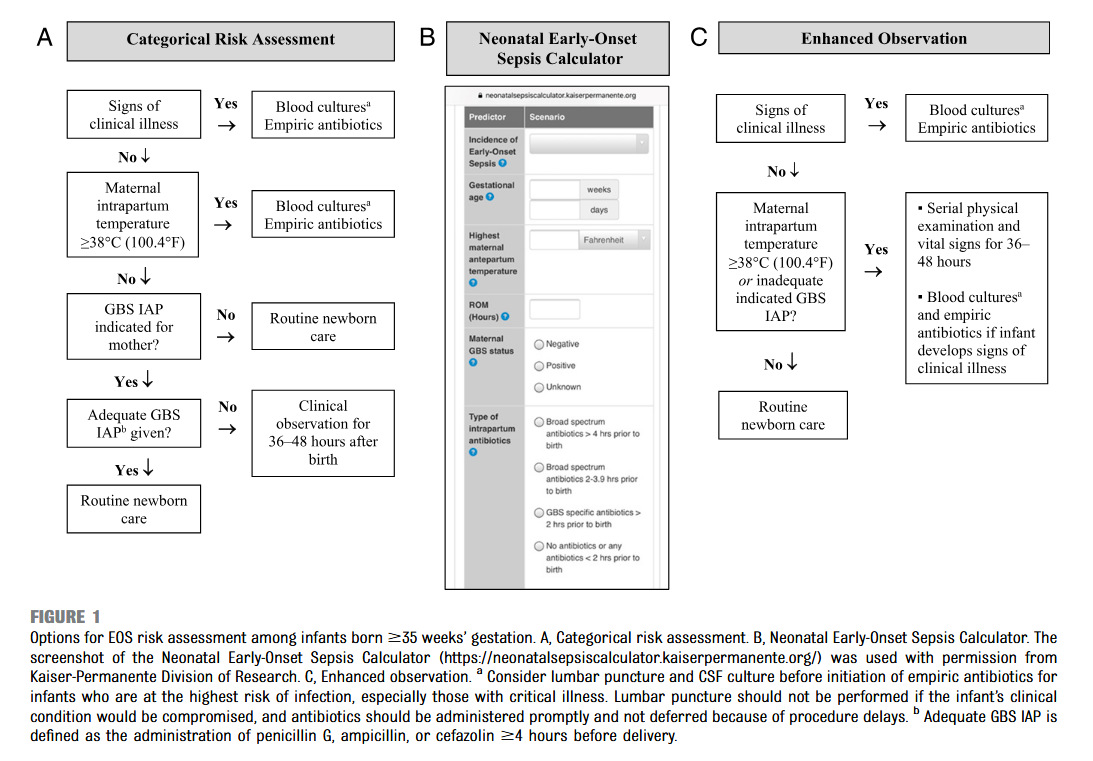 A
Categorical Risk Assessment
Signs of
clinical illness
Yes
→
Blood culturesᵃ
Empiric antibiotics
No ↓
Maternal
intrapartum
temperature
≥38°C (100.4°F)
Yes
→
Blood culturesᵃ
Empiric antibiotics
No ↓
GBS IAP
indicated for
mother?
No
→
Routine newborn
care
Yes ↓
Adequate GBS
IAPᵇ given?
No
→
Clinical
observation for
36–48 hours after
birth
Yes ↓
Routine newborn
care
B
Neonatal Early-Onset
Sepsis Calculator
neonatalsepsiscalculator.kaiserpermanente.org
Predictor
Scenario
Incidence of
Early-Onset
Sepsis ?
Gestational
age ?
weeks
days
Highest
maternal
antepartum
temperature
?
Fahrenheit
ROM
(Hours) ?
Maternal
GBS status
?
Negative
Positive
Unknown
Type of
intrapartum
antibiotics
?
Broad spectrum
antibiotics > 4 hrs prior to
birth
Broad spectrum
antibiotics 2-3.9 hrs prior
to birth
GBS specific antibiotics >
2 hrs prior to birth
No antibiotics or any
antibiotics < 2 hrs prior to
birth
C
Enhanced Observation
Signs of
clinical illness
Yes
→
Blood culturesᵃ
Empiric antibiotics
No ↓
Maternal
intrapartum
temperature
≥38°C (100.4°F)
or inadequate
indicated GBS
IAP?
Yes
→
▪ Serial physical
examination and
vital signs for 36–
48 hours
▪ Blood culturesᵃ
and empiric
antibiotics if infant
develops signs of
clinical illness
No ↓
Routine
newborn care
FIGURE 1
Options for EOS risk assessment among infants born ≥35 weeks' gestation. A, Categorical risk assessment. B, Neonatal Early-Onset Sepsis Calculator. The
screenshot of the Neonatal Early-Onset Sepsis Calculator (https://neonatalsepsiscalculator.kaiserpermanente.org/) was used with permission from
Kaiser-Permanente Division of Research. C, Enhanced observation. ᵃ Consider lumbar puncture and CSF culture before initiation of empiric antibiotics for
infants who are at the highest risk of infection, especially those with critical illness. Lumbar puncture should not be performed if the infant's clinical
condition would be compromised, and antibiotics should be administered promptly and not deferred because of procedure delays. ᵇ Adequate GBS IAP is
defined as the administration of penicillin G, ampicillin, or cefazolin ≥4 hours before delivery.